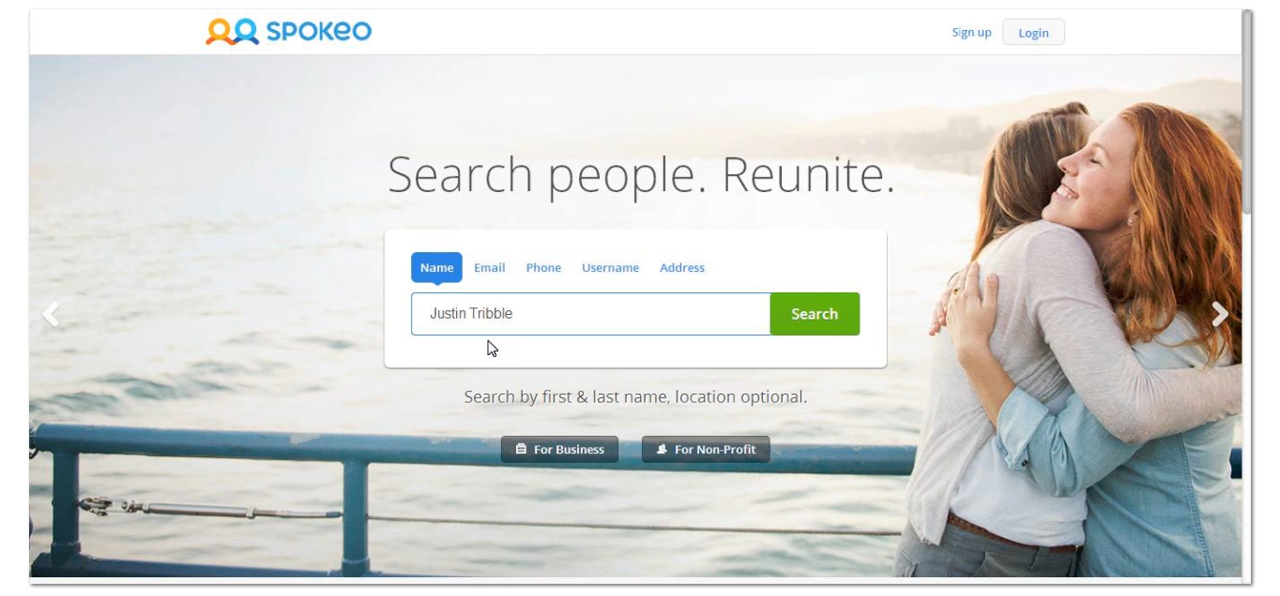 SPOKEO
Sign up
Login
Search people. Reunite.
Name Email Phone Username Address
Justin Tribble
Search
Search by first & last name, location optional.
For Business
For Non-Profit